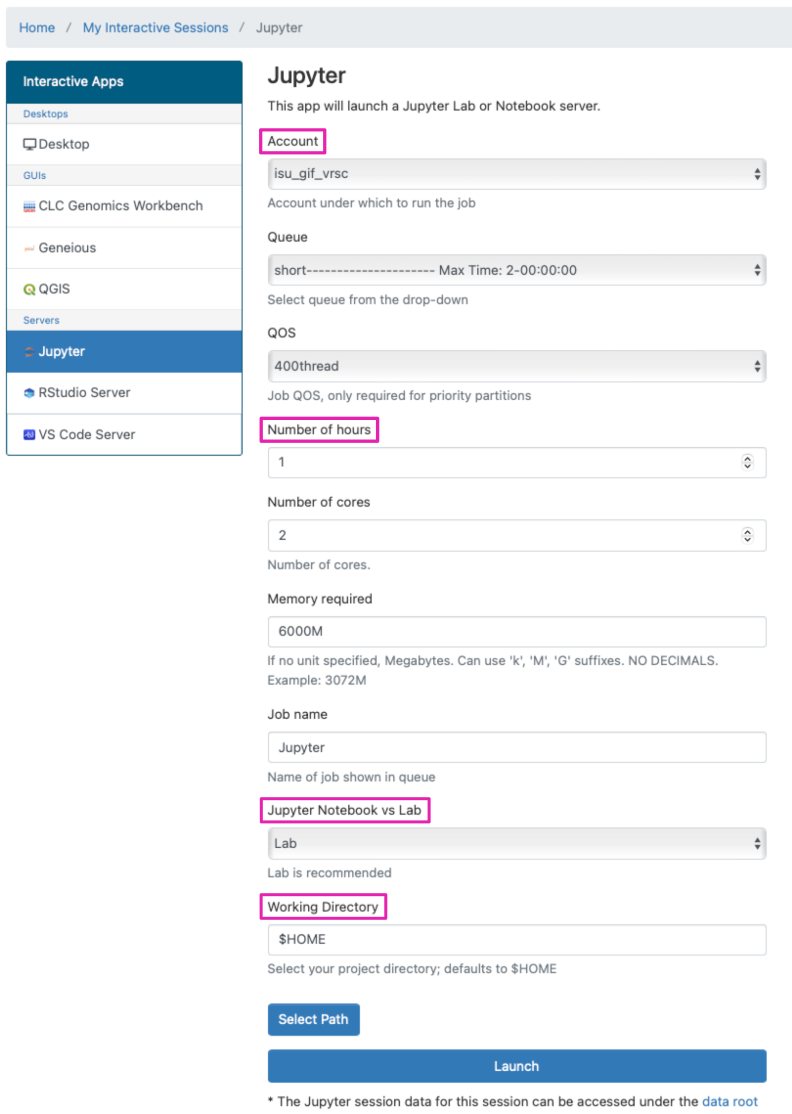 Home / My Interactive Sessions / Jupyter
Interactive Apps
Desktops
Desktop
GUIs
CLC Genomics Workbench
Geneious
QGIS
Servers
Jupyter
RStudio Server
VS Code Server
Jupyter
This app will launch a Jupyter Lab or Notebook server.
Account
isu_gif_vrsc
Account under which to run the job
Queue
short--------------------- Max Time: 2-00:00:00
Select queue from the drop-down
QOS
400thread
Job QOS, only required for priority partitions
Number of hours
1
Number of cores
2
Number of cores.
Memory required
6000M
If no unit specified, Megabytes. Can use 'k', 'M', 'G' suffixes. NO DECIMALS.
Example: 3072M
Job name
Jupyter
Name of job shown in queue
Jupyter Notebook vs Lab
Lab
Lab is recommended
Working Directory
$HOME
Select your project directory; defaults to $HOME
Select Path
Launch
* The Jupyter session data for this session can be accessed under the data root